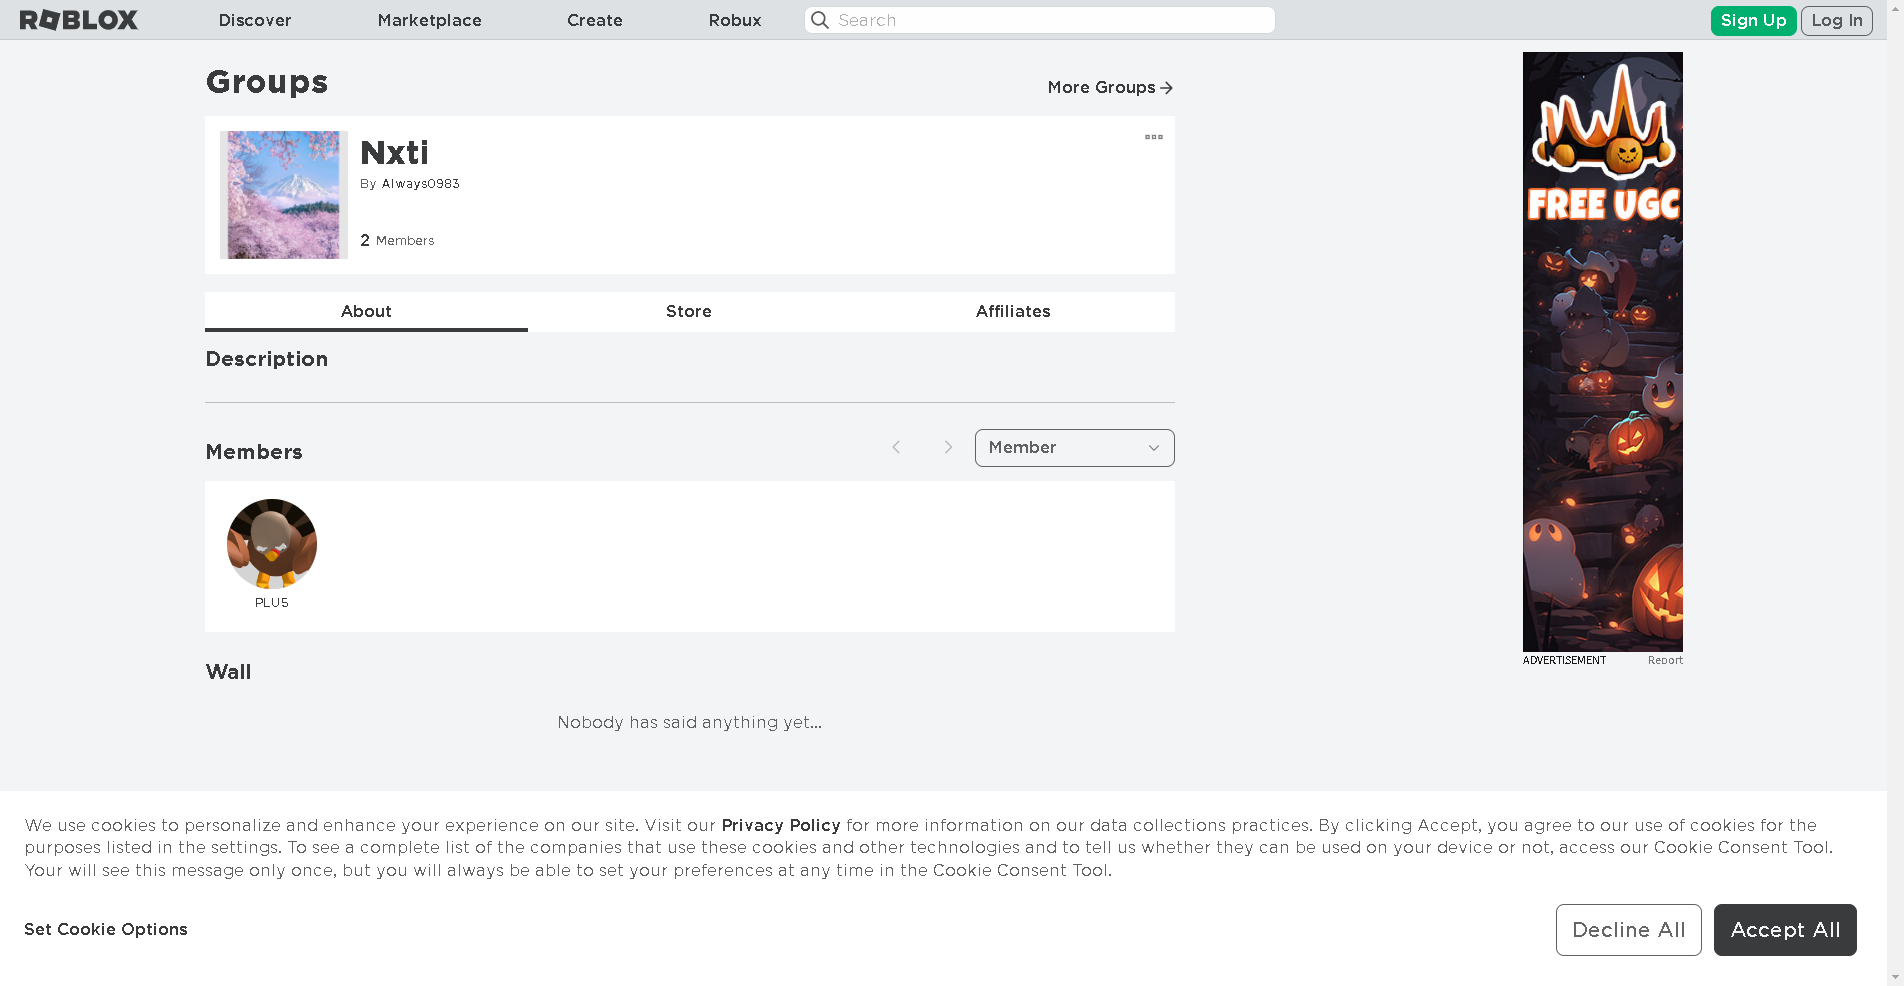 ROBLOX
Discover
Marketplace
Create
Robux
Search
Sign Up
Log In
Groups
More Groups
Nxti
By Always0983
2 Members
About
Store
Affiliates
Description
Members
Member
PLU5
Wall
Nobody has said anything yet...
FREE UGC
ADVERTISEMENT
Report
We use cookies to personalize and enhance your experience on our site. Visit our Privacy Policy for more information on our data collections practices. By clicking Accept, you agree to our use of cookies for the
purposes listed in the settings. To see a complete list of the companies that use these cookies and other technologies and to tell us whether they can be used on your device or not, access our Cookie Consent Tool.
Your will see this message only once, but you will always be able to set your preferences at any time in the Cookie Consent Tool.
Set Cookie Options
Decline All
Accept All